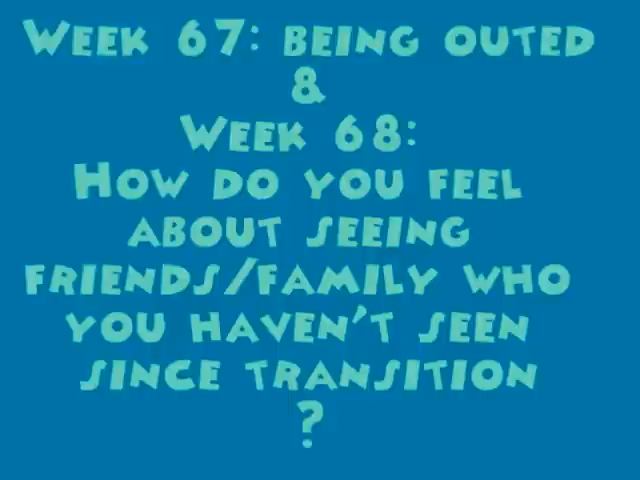 Week 67: being outed
&
Week 68:
How do you feel
about seeing
friends/family who
you haven't seen
since transition
?